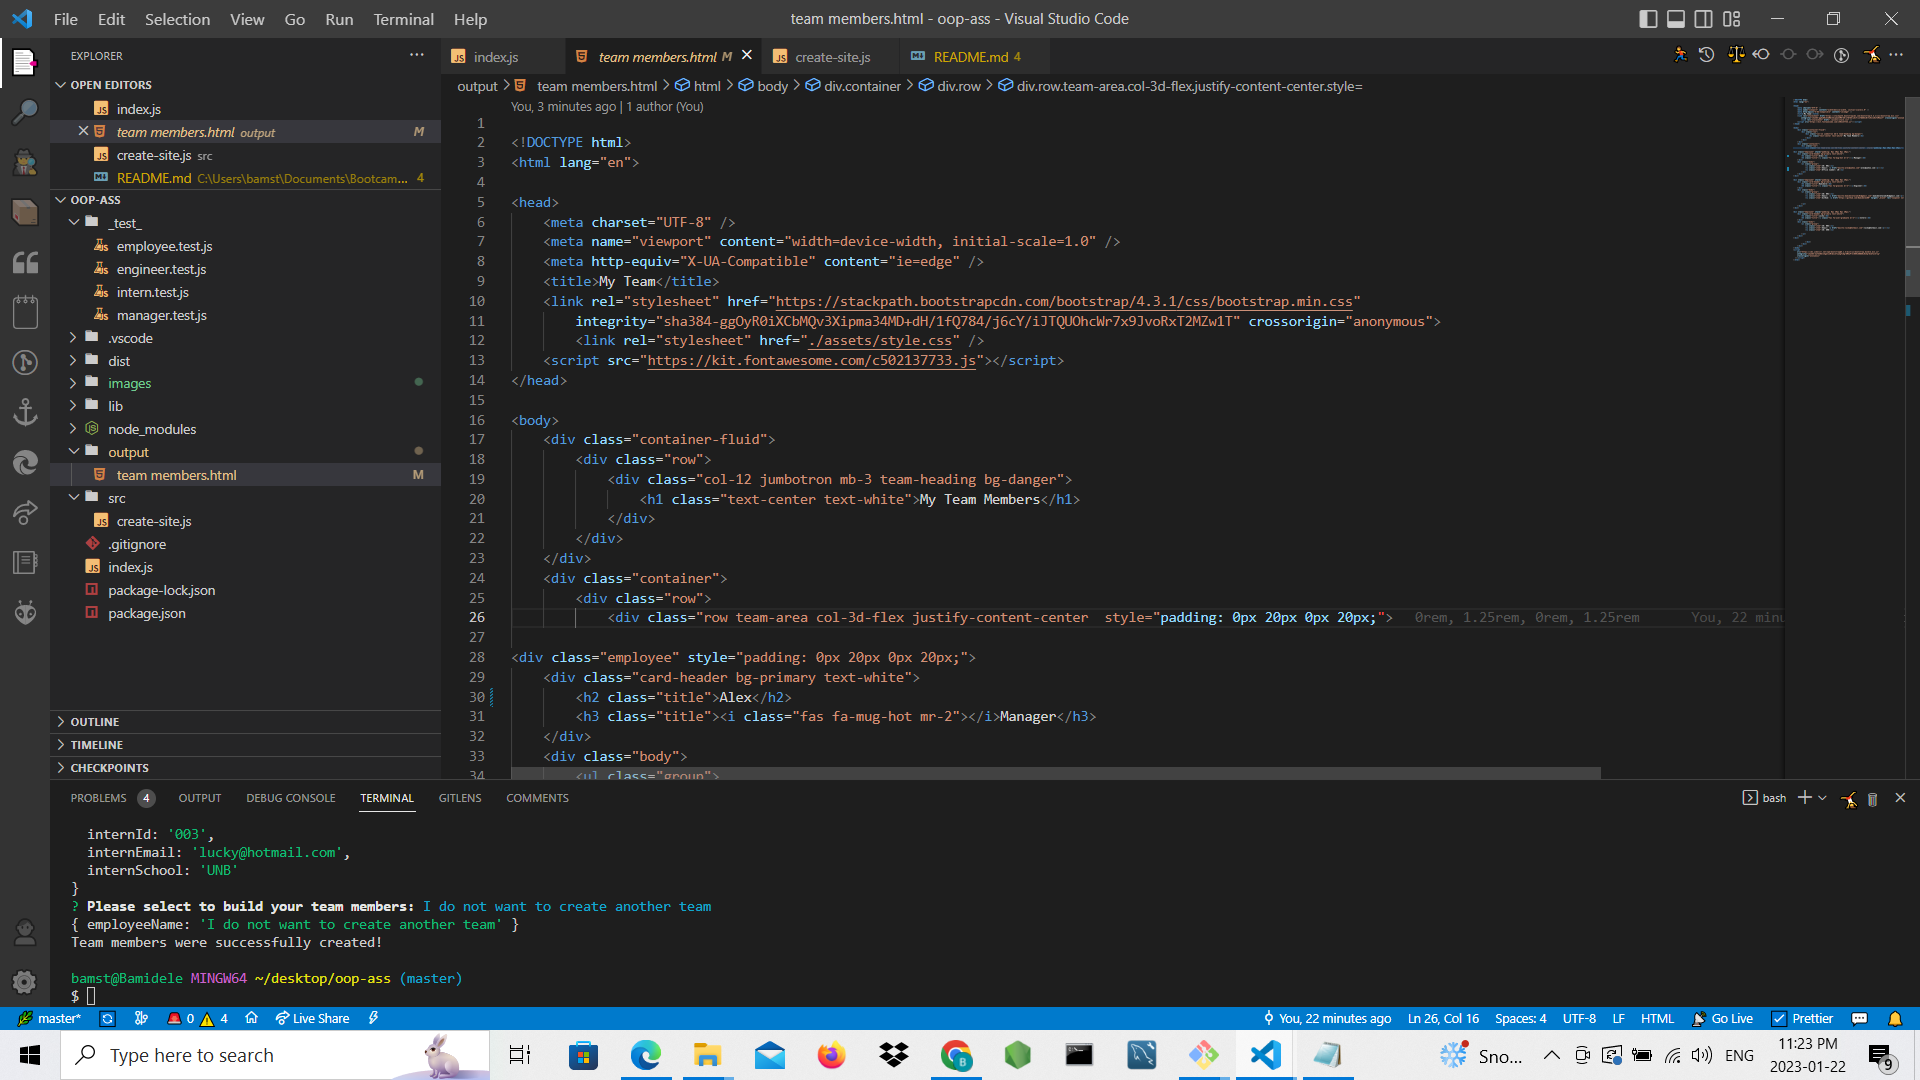 File Edit Selection View Go Run Terminal Help
team members.html - oop-ass - Visual Studio Code
EXPLORER
OPEN EDITORS
index.js
team members.html output M
create-site.js src
README.md C:\Users\bamst\Documents\Bootcam... 4
OOP-ASS
_test_
employee.test.js
engineer.test.js
intern.test.js
manager.test.js
.vscode
dist
images
lib
node_modules
output
team members.html M
src
create-site.js
.gitignore
index.js
package-lock.json
package.json
OUTLINE
TIMELINE
CHECKPOINTS
index.js
team members.html M
create-site.js
README.md 4
output > team members.html > html > body > div.container > div.row > div.row.team-area.col-3d-flex.justify-content-center.style=
You, 3 minutes ago | 1 author (You)
1
2 <!DOCTYPE html>
3 <html lang="en">
4
5 <head>
6 <meta charset="UTF-8" />
7 <meta name="viewport" content="width=device-width, initial-scale=1.0" />
8 <meta http-equiv="X-UA-Compatible" content="ie=edge" />
9 <title>My Team</title>
10 <link rel="stylesheet" href="https://stackpath.bootstrapcdn.com/bootstrap/4.3.1/css/bootstrap.min.css"
11 integrity="sha384-ggOyR0iXCbMQv3Xipma34MD+dH/1fQ784/j6cY/iJTQUOhcWr7x9JvoRxT2MZw1T" crossorigin="anonymous">
12 <link rel="stylesheet" href="./assets/style.css" />
13 <script src="https://kit.fontawesome.com/c502137733.js"></script>
14 </head>
15
16 <body>
17 <div class="container-fluid">
18 <div class="row">
19 <div class="col-12 jumbotron mb-3 team-heading bg-danger">
20 <h1 class="text-center text-white">My Team Members</h1>
21 </div>
22 </div>
23 </div>
24 <div class="container">
25 <div class="row">
26 <div class="row team-area col-3d-flex justify-content-center  style="padding: 0px 20px 0px 20px;"> 0rem, 1.25rem, 0rem, 1.25rem You, 22 minu
27
28 <div class="employee" style="padding: 0px 20px 0px 20px;">
29 <div class="card-header bg-primary text-white">
30 <h2 class="title">Alex</h2>
31 <h3 class="title"><i class="fas fa-mug-hot mr-2"></i>Manager</h3>
32 </div>
33 <div class="body">
34 <ul class="group">
PROBLEMS 4 OUTPUT DEBUG CONSOLE TERMINAL GITLENS COMMENTS
bash
internId: '003',
internEmail: 'lucky@hotmail.com',
internSchool: 'UNB'
}
? Please select to build your team members: I do not want to create another team
{ employeeName: 'I do not want to create another team' }
Team members were successfully created!
bamst@Bamidele MINGW64 ~/desktop/oop-ass (master)
$
master* 0 4 Live Share
You, 22 minutes ago Ln 26, Col 16 Spaces: 4 UTF-8 LF HTML Go Live Prettier
Type here to search
Sno... ENG
11:23 PM
2023-01-22
9